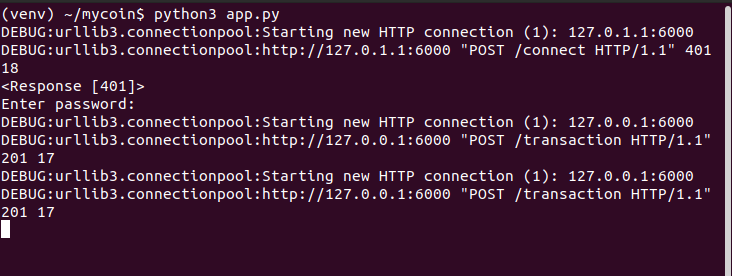 (venv) ~/mycoin$ python3 app.py
DEBUG:urllib3.connectionpool:Starting new HTTP connection (1): 127.0.1.1:6000
DEBUG:urllib3.connectionpool:http://127.0.1.1:6000 "POST /connect HTTP/1.1" 401
18
<Response [401]>
Enter password:
DEBUG:urllib3.connectionpool:Starting new HTTP connection (1): 127.0.0.1:6000
DEBUG:urllib3.connectionpool:http://127.0.0.1:6000 "POST /transaction HTTP/1.1"
201 17
DEBUG:urllib3.connectionpool:Starting new HTTP connection (1): 127.0.0.1:6000
DEBUG:urllib3.connectionpool:http://127.0.0.1:6000 "POST /transaction HTTP/1.1"
201 17